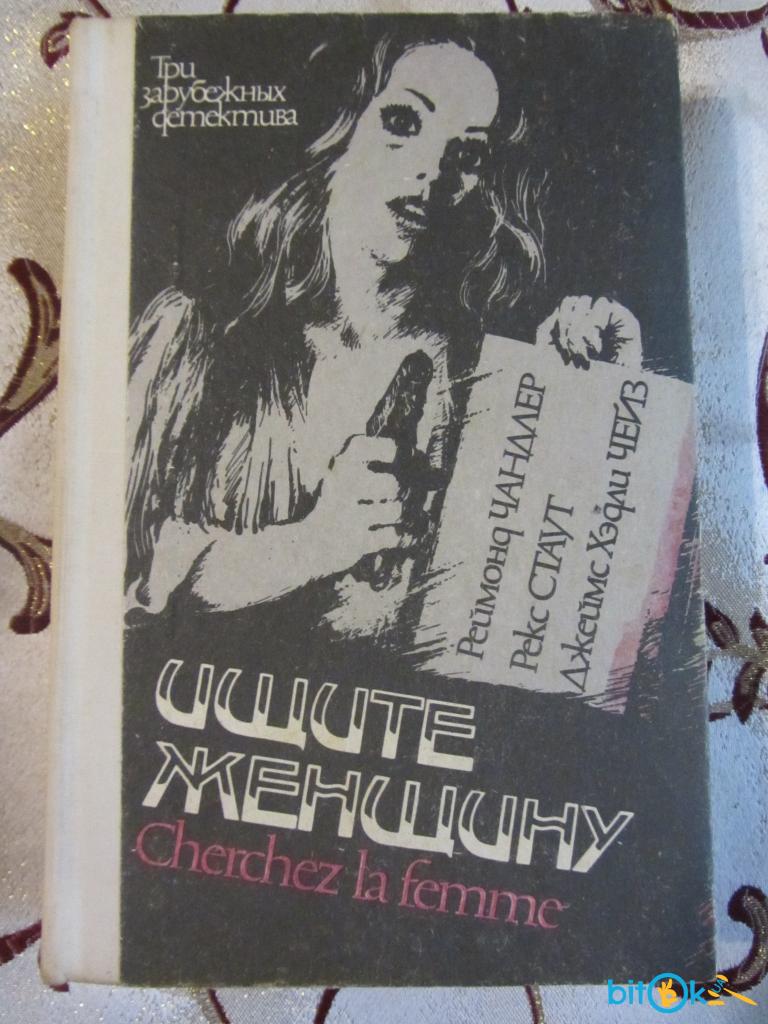 Три
зарубежных
детектива
Реймонд ЧАНДЛЕР
Рекс СТАУТ
Джеймс Хэдли ЧЕЙЗ
ИЩИТЕ
ЖЕНЩИНУ
Cherchez la femme
bitOk